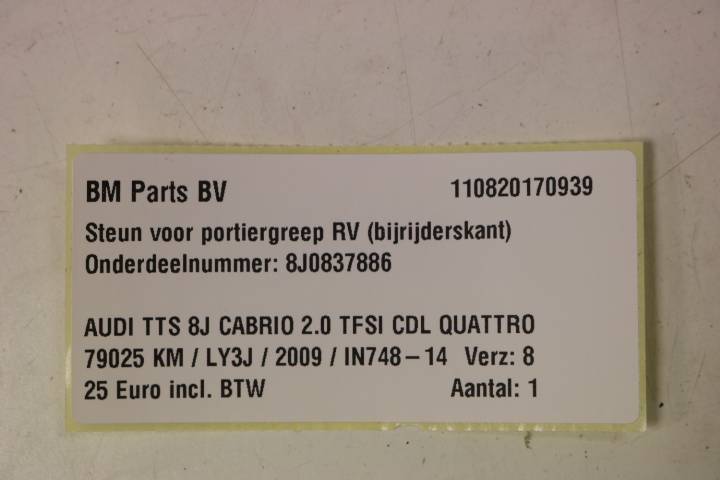 BM Parts BV 110820170939
Steun voor portiergreep RV (bijrijderskant)
Onderdeelnummer: 8J0837886
AUDI TTS 8J CABRIO 2.0 TFSI CDL QUATTRO
79025 KM / LY3J / 2009 / IN748-14 Verz: 8
25 Euro incl. BTW Aantal: 1